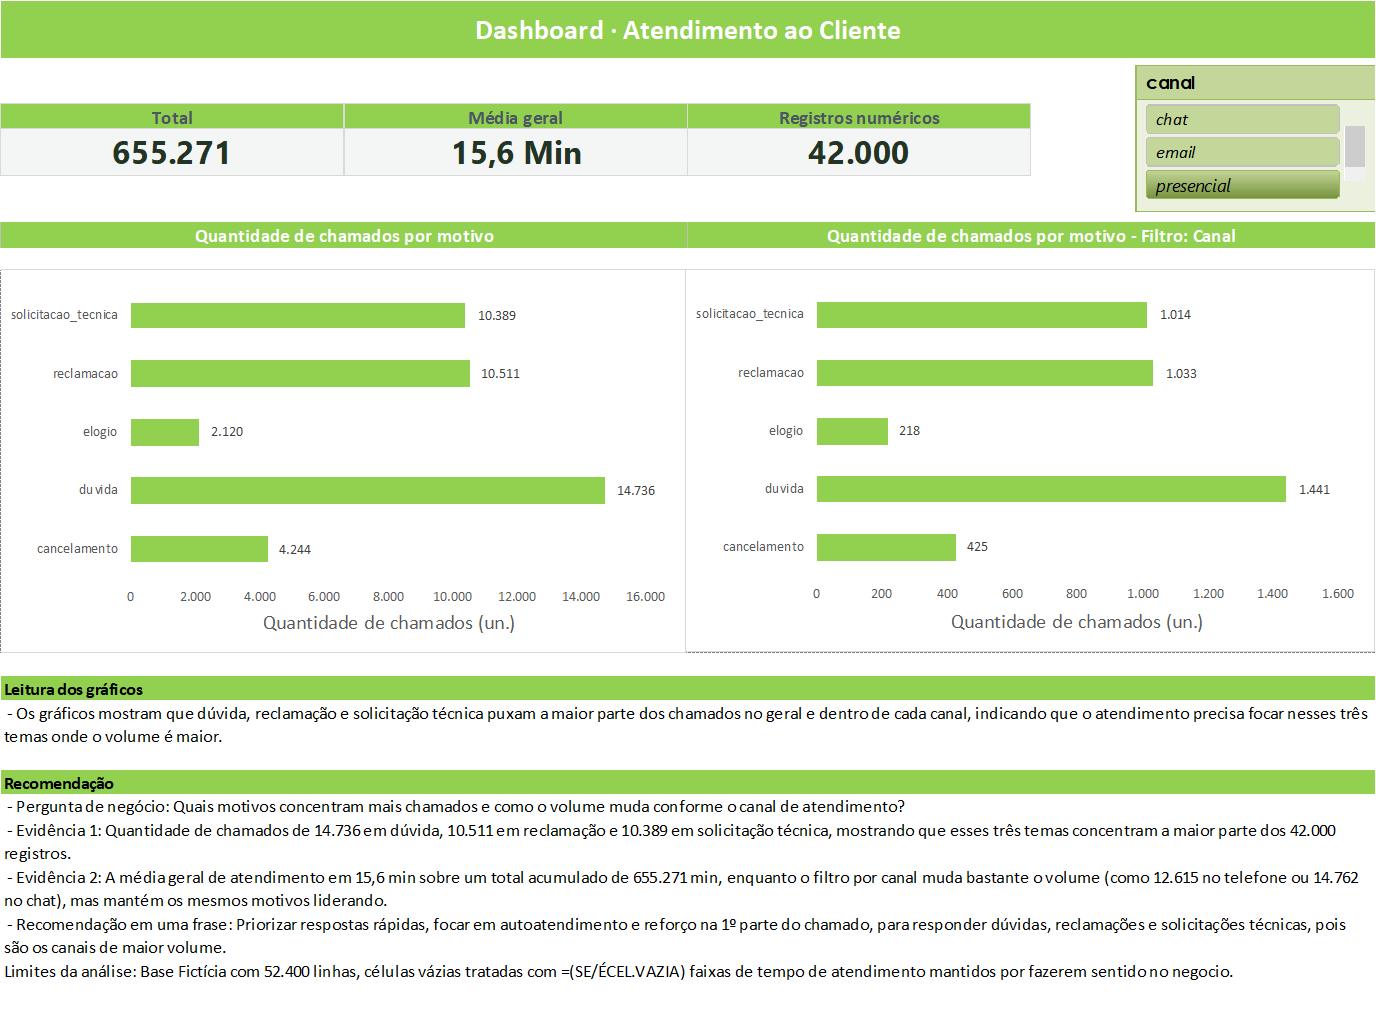 Dashboard · Atendimento ao Cliente
canal
chat
email
presencial
Total
Média geral
Registros numéricos
655.271
15,6 Min
42.000
Quantidade de chamados por motivo
Quantidade de chamados por motivo - Filtro: Canal
solicitacao_tecnica
10.389
reclamacao
10.511
elogio
2.120
duvida
14.736
cancelamento
4.244
0
2.000
4.000
6.000
8.000
10.000
12.000
14.000
16.000
Quantidade de chamados (un.)
solicitacao_tecnica
1.014
reclamacao
1.033
elogio
218
duvida
1.441
cancelamento
425
0
200
400
600
800
1.000
1.200
1.400
1.600
Quantidade de chamados (un.)
Leitura dos gráficos
- Os gráficos mostram que dúvida, reclamação e solicitação técnica puxam a maior parte dos chamados no geral e dentro de cada canal, indicando que o atendimento precisa focar nesses três
temas onde o volume é maior.
Recomendação
- Pergunta de negócio: Quais motivos concentram mais chamados e como o volume muda conforme o canal de atendimento?
- Evidência 1: Quantidade de chamados de 14.736 em dúvida, 10.511 em reclamação e 10.389 em solicitação técnica, mostrando que esses três temas concentram a maior parte dos 42.000
registros.
- Evidência 2: A média geral de atendimento em 15,6 min sobre um total acumulado de 655.271 min, enquanto o filtro por canal muda bastante o volume (como 12.615 no telefone ou 14.762
no chat), mas mantém os mesmos motivos liderando.
- Recomendação em uma frase: Priorizar respostas rápidas, focar em autoatendimento e reforço na 1º parte do chamado, para responder dúvidas, reclamações e solicitações técnicas, pois
são os canais de maior volume.
Limites da análise: Base Fictícia com 52.400 linhas, células vázias tratadas com =(SE/ÉCEL.VAZIA) faixas de tempo de atendimento mantidos por fazerem sentido no negocio.